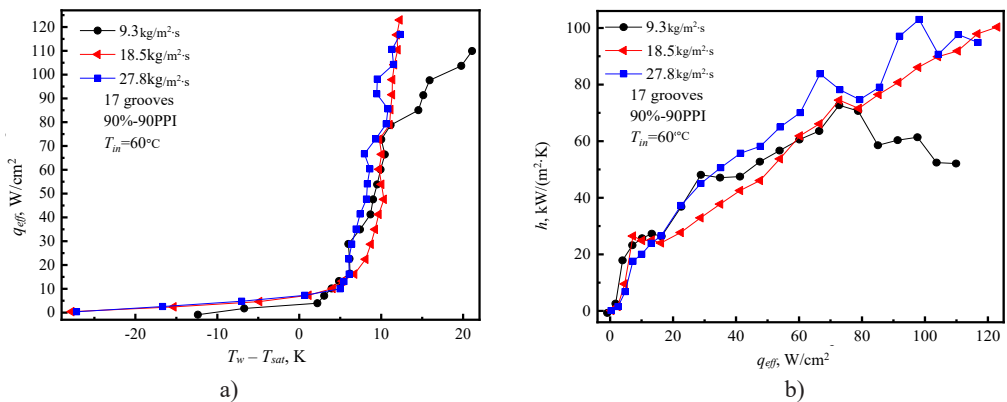 120
110
100
90
80
70
60
50
40
30
20
10
0
q_eff, W/cm²
9.3kg/m²·s
18.5kg/m²·s
27.8kg/m²·s
17 grooves
90%-90PPI
T_in=60°C
-20 -10 0 10 20
T_w – T_sat, K
a)
100
80
60
40
20
0
h, kW/(m²·K)
9.3kg/m²·s
18.5kg/m²·s
27.8kg/m²·s
17 grooves
90%-90PPI
T_in=60°C
0 20 40 60 80 100 120
q_eff, W/cm²
b)